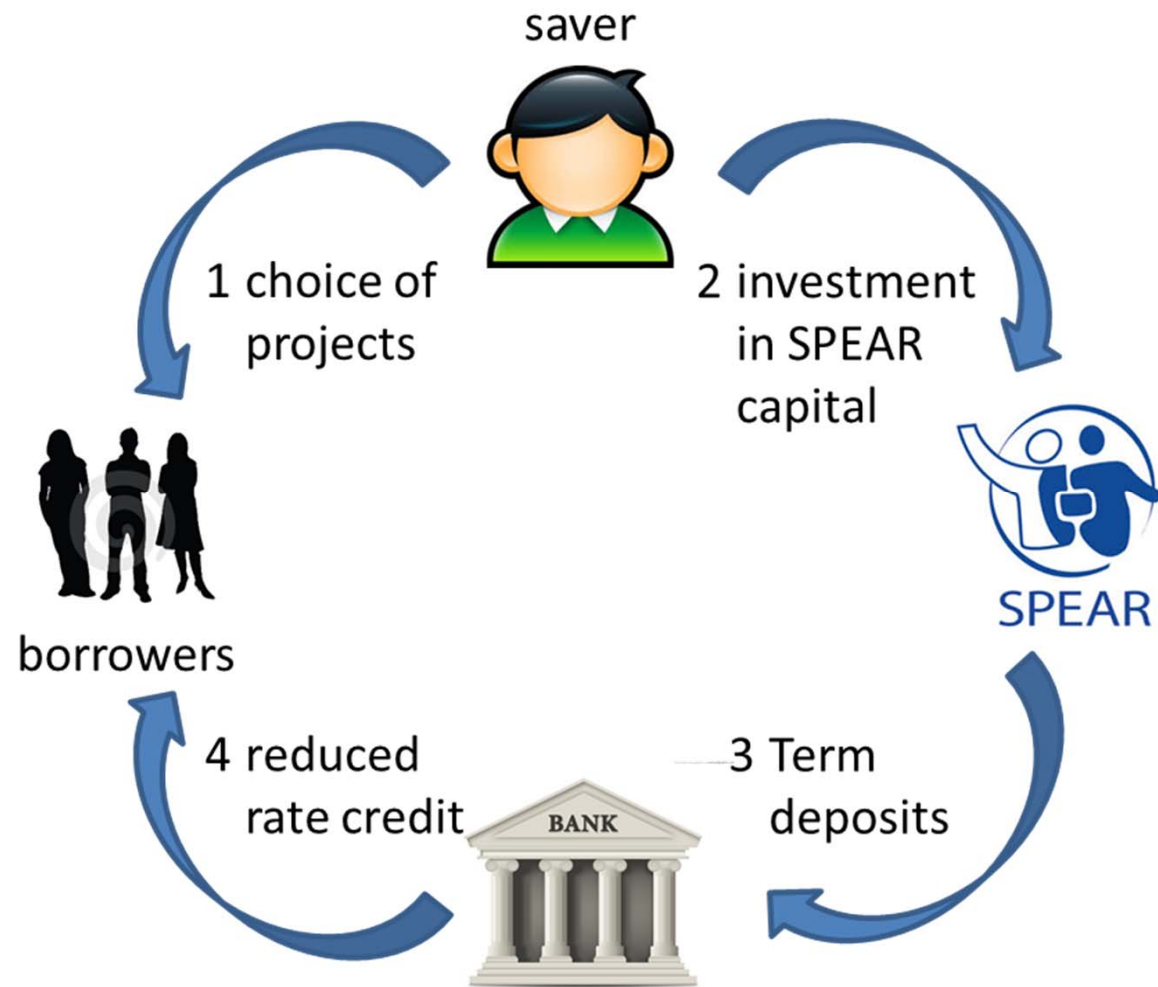 saver
1 choice of
projects
2 investment
in SPEAR
capital
SPEAR
borrowers
4 reduced
rate credit
3 Term
deposits
BANK